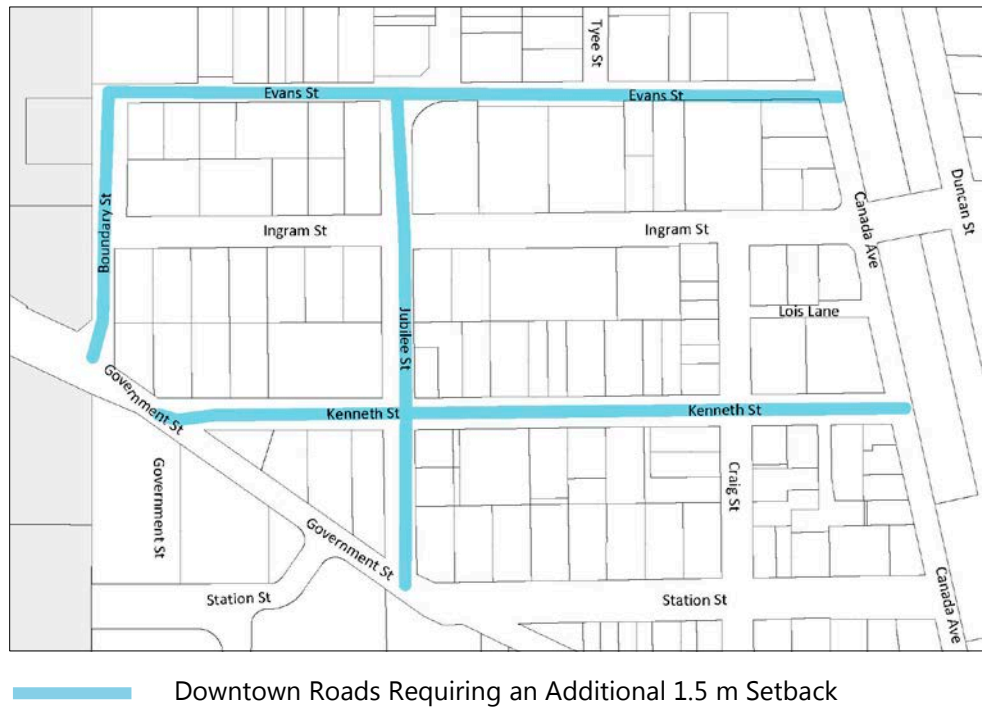 Tyee St
Evans St
Evans St
Boundary St
Duncan St
Canada Ave
Ingram St
Ingram St
Lois Lane
Jubilee St
Government St
Kenneth St
Kenneth St
Government St
Craig St
Government St
Station St
Station St
Canada Ave
Downtown Roads Requiring an Additional 1.5 m Setback